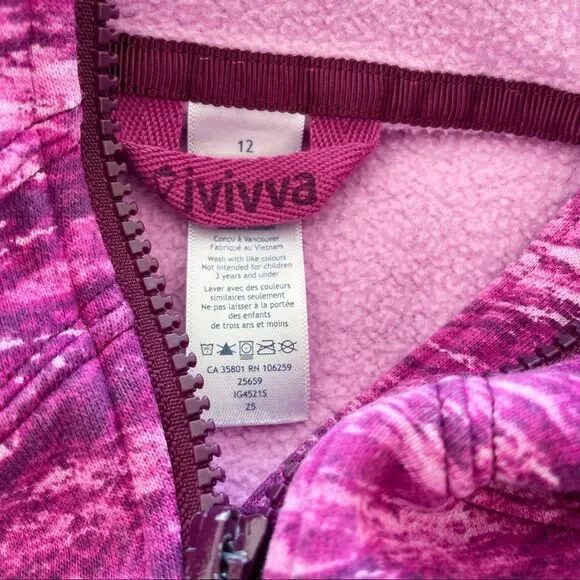 12
ivivva
Conçu à Vancouver
Fabriqué au Vietnam
Wash with like colours
Not intended for children
3 years and under
Laver avec des couleurs
similaires seulement
Ne pas laisser à la portée
des enfants
de trois ans et moins
CA 35801 RN 106259
25659
IG4521S
Z5